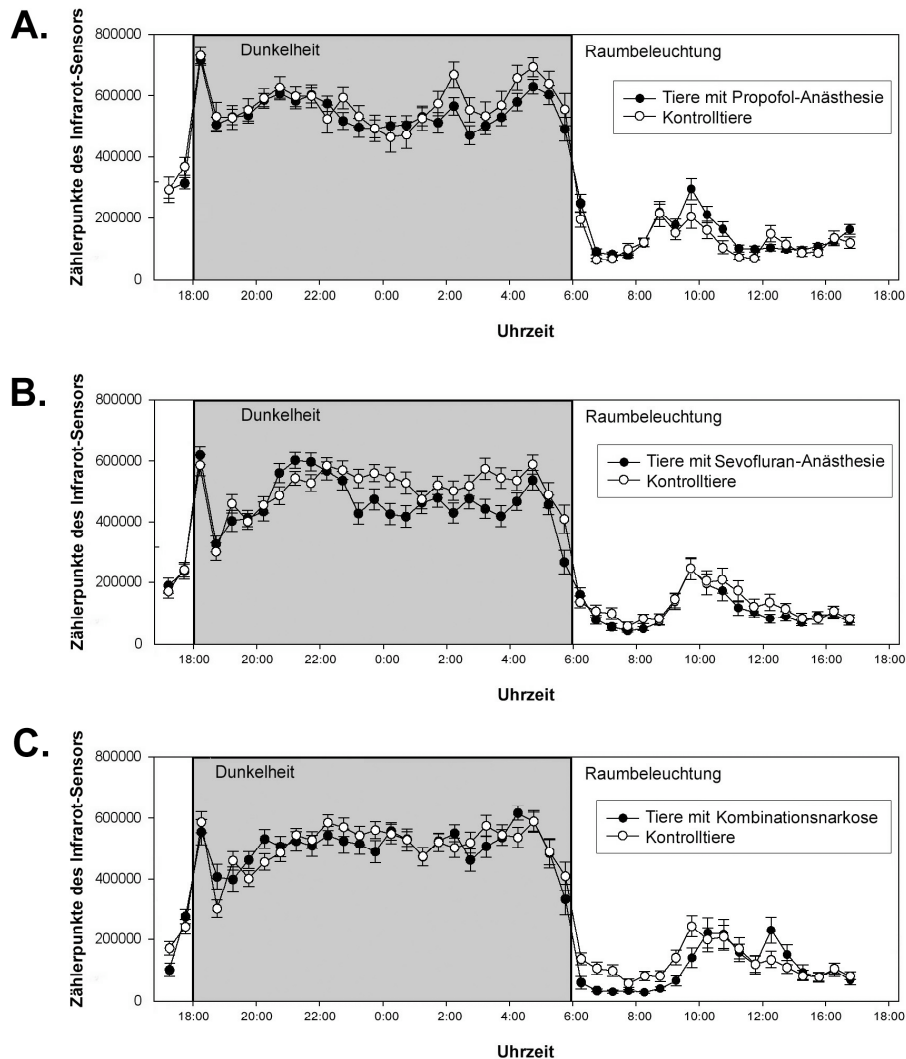 A.
Zählerpunkte des Infrarot-Sensors
800000
600000
400000
200000
0
Dunkelheit
Raumbeleuchtung
Tiere mit Propofol-Anästhesie
Kontrolltiere
18:00 20:00 22:00 0:00 2:00 4:00 6:00 8:00 10:00 12:00 14:00 16:00 18:00
Uhrzeit
B.
Zählerpunkte des Infrarot-Sensors
800000
600000
400000
200000
0
Dunkelheit
Raumbeleuchtung
Tiere mit Sevofluran-Anästhesie
Kontrolltiere
18:00 20:00 22:00 0:00 2:00 4:00 6:00 8:00 10:00 12:00 14:00 16:00 18:00
Uhrzeit
C.
Zählerpunkte des Infrarot-Sensors
800000
600000
400000
200000
0
Dunkelheit
Raumbeleuchtung
Tiere mit Kombinationsnarkose
Kontrolltiere
18:00 20:00 22:00 0:00 2:00 4:00 6:00 8:00 10:00 12:00 14:00 16:00 18:00
Uhrzeit